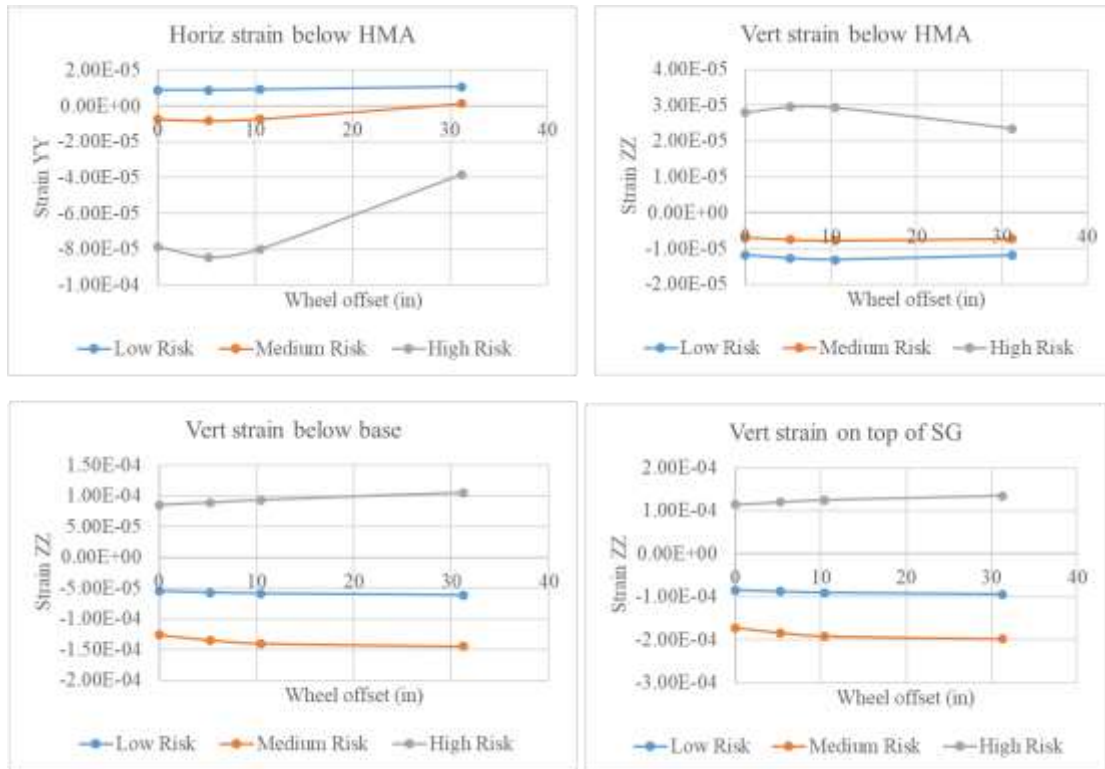 Horiz strain below HMA
2.00E-05
0.00E+00
-2.00E-05
-4.00E-05
-6.00E-05
-8.00E-05
-1.00E-04
0 10 20 30 40
Strain YY
Wheel offset (in)
Low Risk Medium Risk High Risk
Vert strain below HMA
4.00E-05
3.00E-05
2.00E-05
1.00E-05
0.00E+00
-1.00E-05
-2.00E-05
0 10 20 30 40
Strain ZZ
Wheel offset (in)
Low Risk Medium Risk High Risk
Vert strain below base
1.50E-04
1.00E-04
5.00E-05
0.00E+00
-5.00E-05
-1.00E-04
-1.50E-04
-2.00E-04
0 10 20 30 40
Strain ZZ
Wheel offset (in)
Low Risk Medium Risk High Risk
Vert strain on top of SG
2.00E-04
1.00E-04
0.00E+00
-1.00E-04
-2.00E-04
-3.00E-04
0 10 20 30 40
Strain ZZ
Wheel offset (in)
Low Risk Medium Risk High Risk